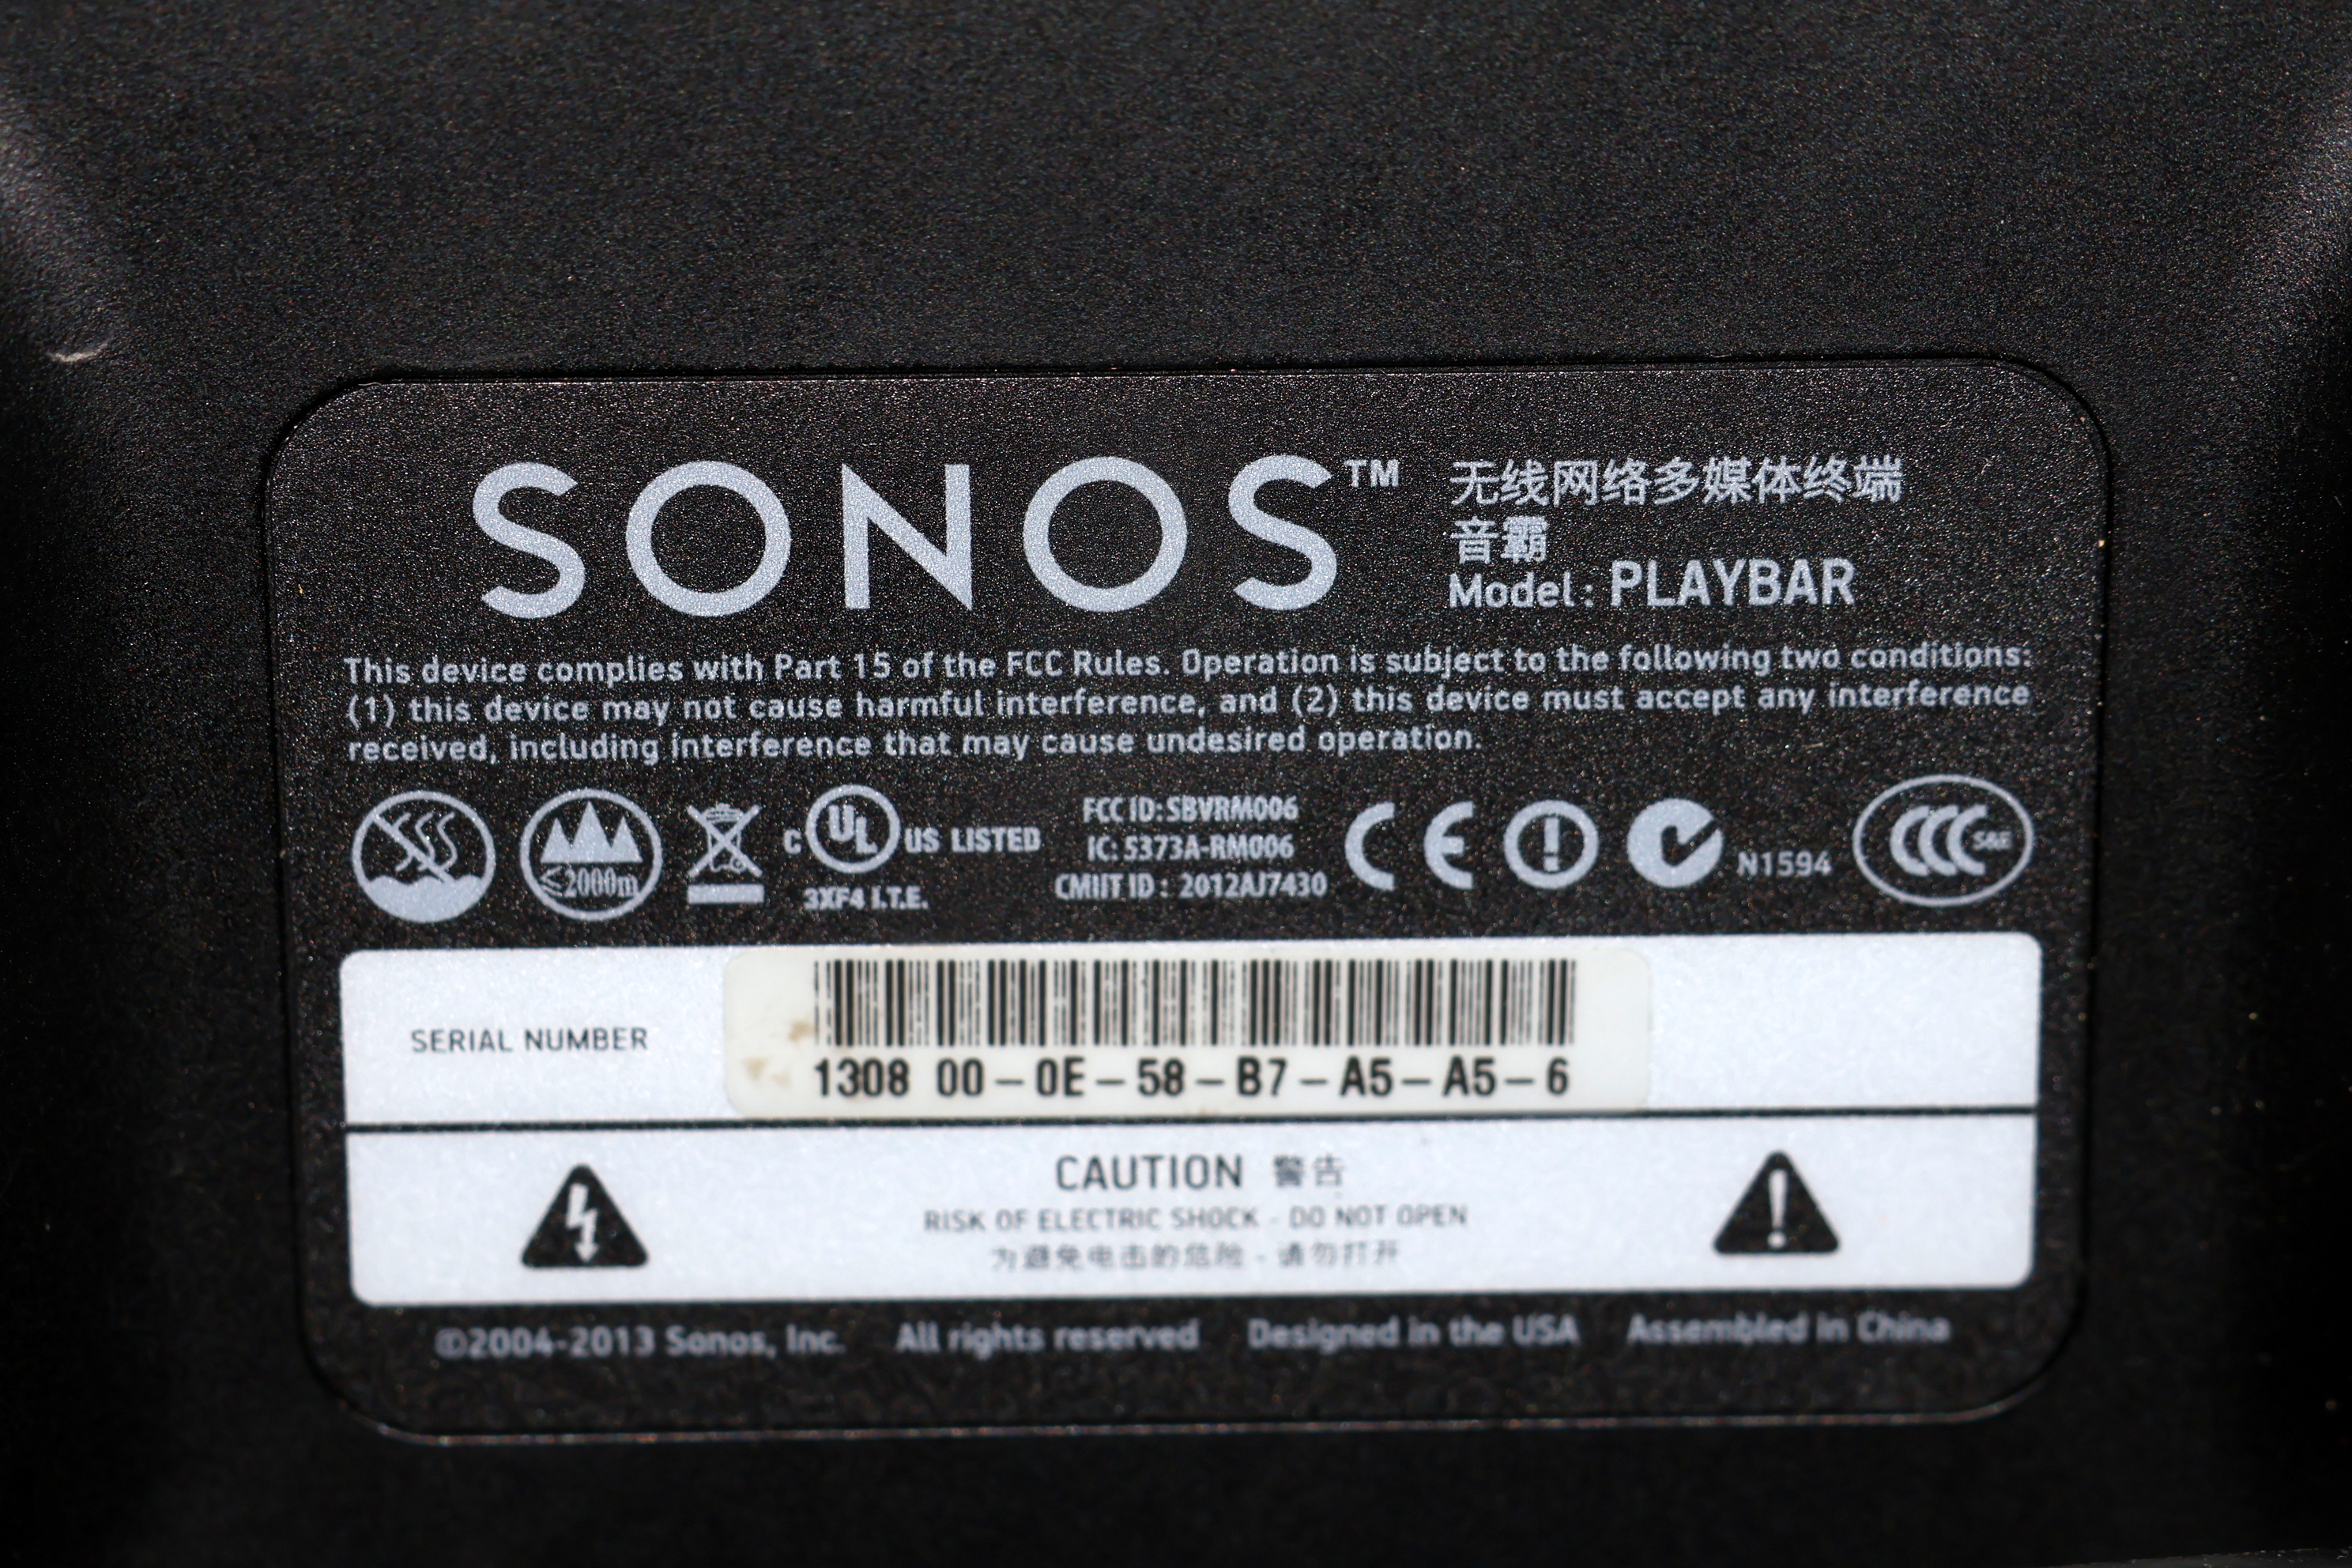 SONOS™
无线网络多媒体终端
音霸
Model: PLAYBAR
This device complies with Part 15 of the FCC Rules. Operation is subject to the following two conditions:
(1) this device may not cause harmful interference, and (2) this device must accept any interference
received, including interference that may cause undesired operation.
≤2000m
C UL US LISTED
3XF4 I.T.E.
FCC ID: SBVRM006
IC: 5373A-RM006
CMIIT ID: 2012AJ7430
CE
N1594
CCC S&E
SERIAL NUMBER
1308 00-0E-58-B7-A5-A5-6
CAUTION 警告
RISK OF ELECTRIC SHOCK - DO NOT OPEN
为避免电击的危险 - 请勿打开
©2004-2013 Sonos, Inc. All rights reserved Designed in the USA Assembled in China